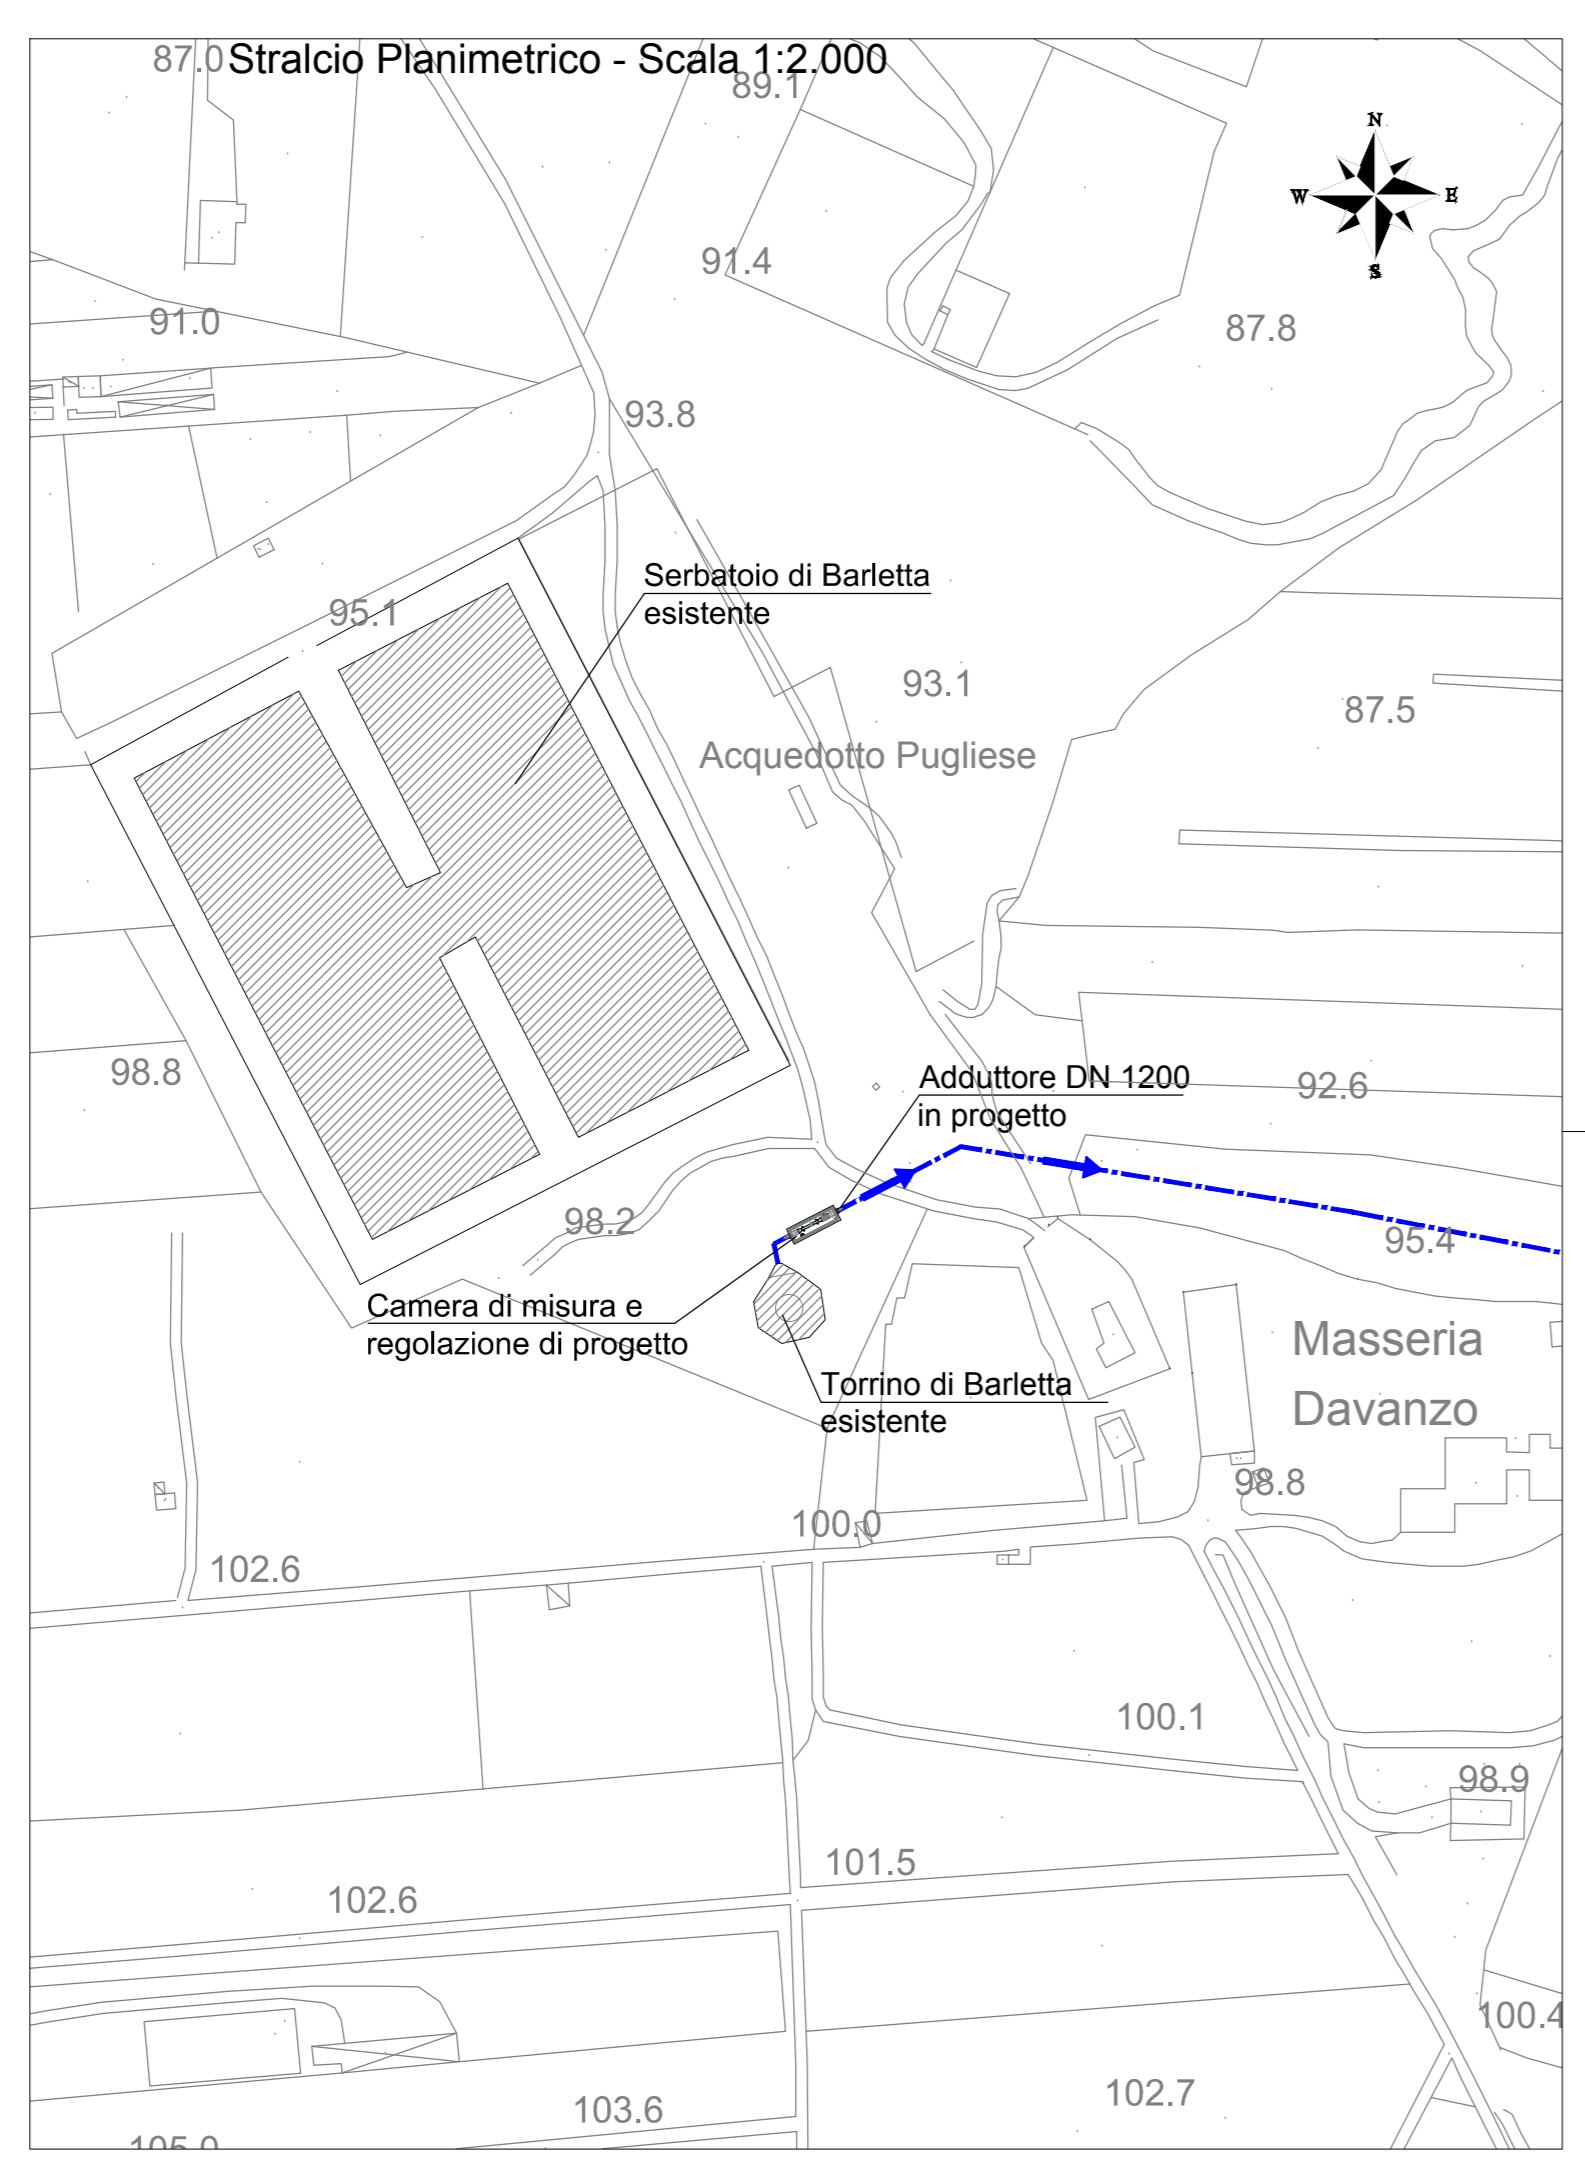 87.0
Stralcio Planimetrico - Scala 1:2.000
89.1
N
W
E
S
91.4
91.0
87.8
93.8
Serbatoio di Barletta
esistente
95.1
93.1
87.5
Acquedotto Pugliese
98.8
Adduttore DN 1200
in progetto
92.6
98.2
95.4
Camera di misura e
regolazione di progetto
Masseria
Davanzo
Torrino di Barletta
esistente
98.8
100.0
102.6
100.1
98.9
101.5
102.6
100.4
102.7
103.6
105.0